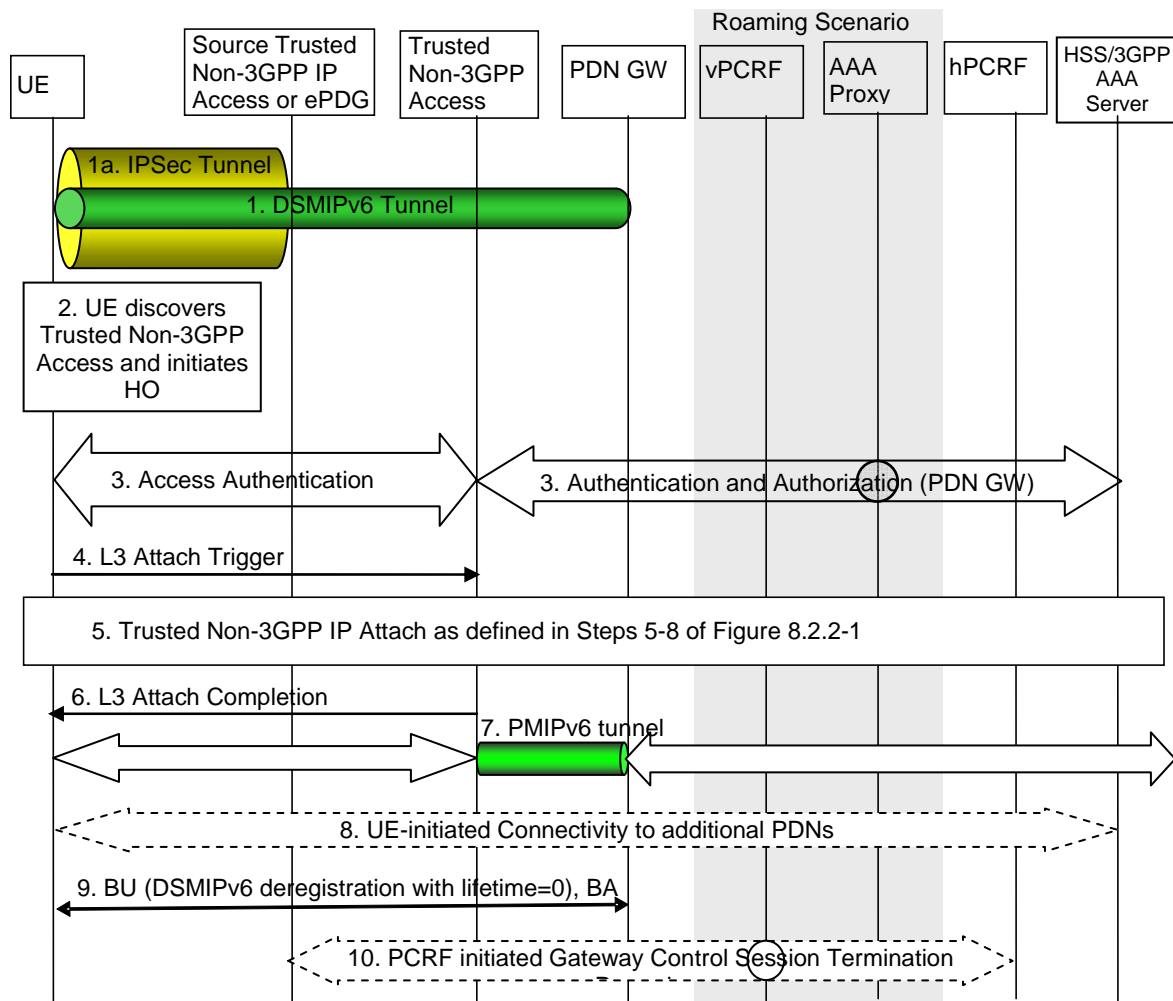 Roaming Scenario
UE
Source Trusted
Non-3GPP IP
Access or ePDG
Trusted
Non-3GPP
Access
PDN GW
vPCRF
AAA
Proxy
hPCRF
HSS/3GPP
AAA
Server
1a. IPSec Tunnel
1. DSMIPv6 Tunnel
2. UE discovers
Trusted Non-3GPP
Access and initiates
HO
3. Access Authentication
3. Authentication and Authorization (PDN GW)
4. L3 Attach Trigger
5. Trusted Non-3GPP IP Attach as defined in Steps 5-8 of Figure 8.2.2-1
6. L3 Attach Completion
7. PMIPv6 tunnel
8. UE-initiated Connectivity to additional PDNs
9. BU (DSMIPv6 deregistration with lifetime=0), BA
10. PCRF initiated Gateway Control Session Termination